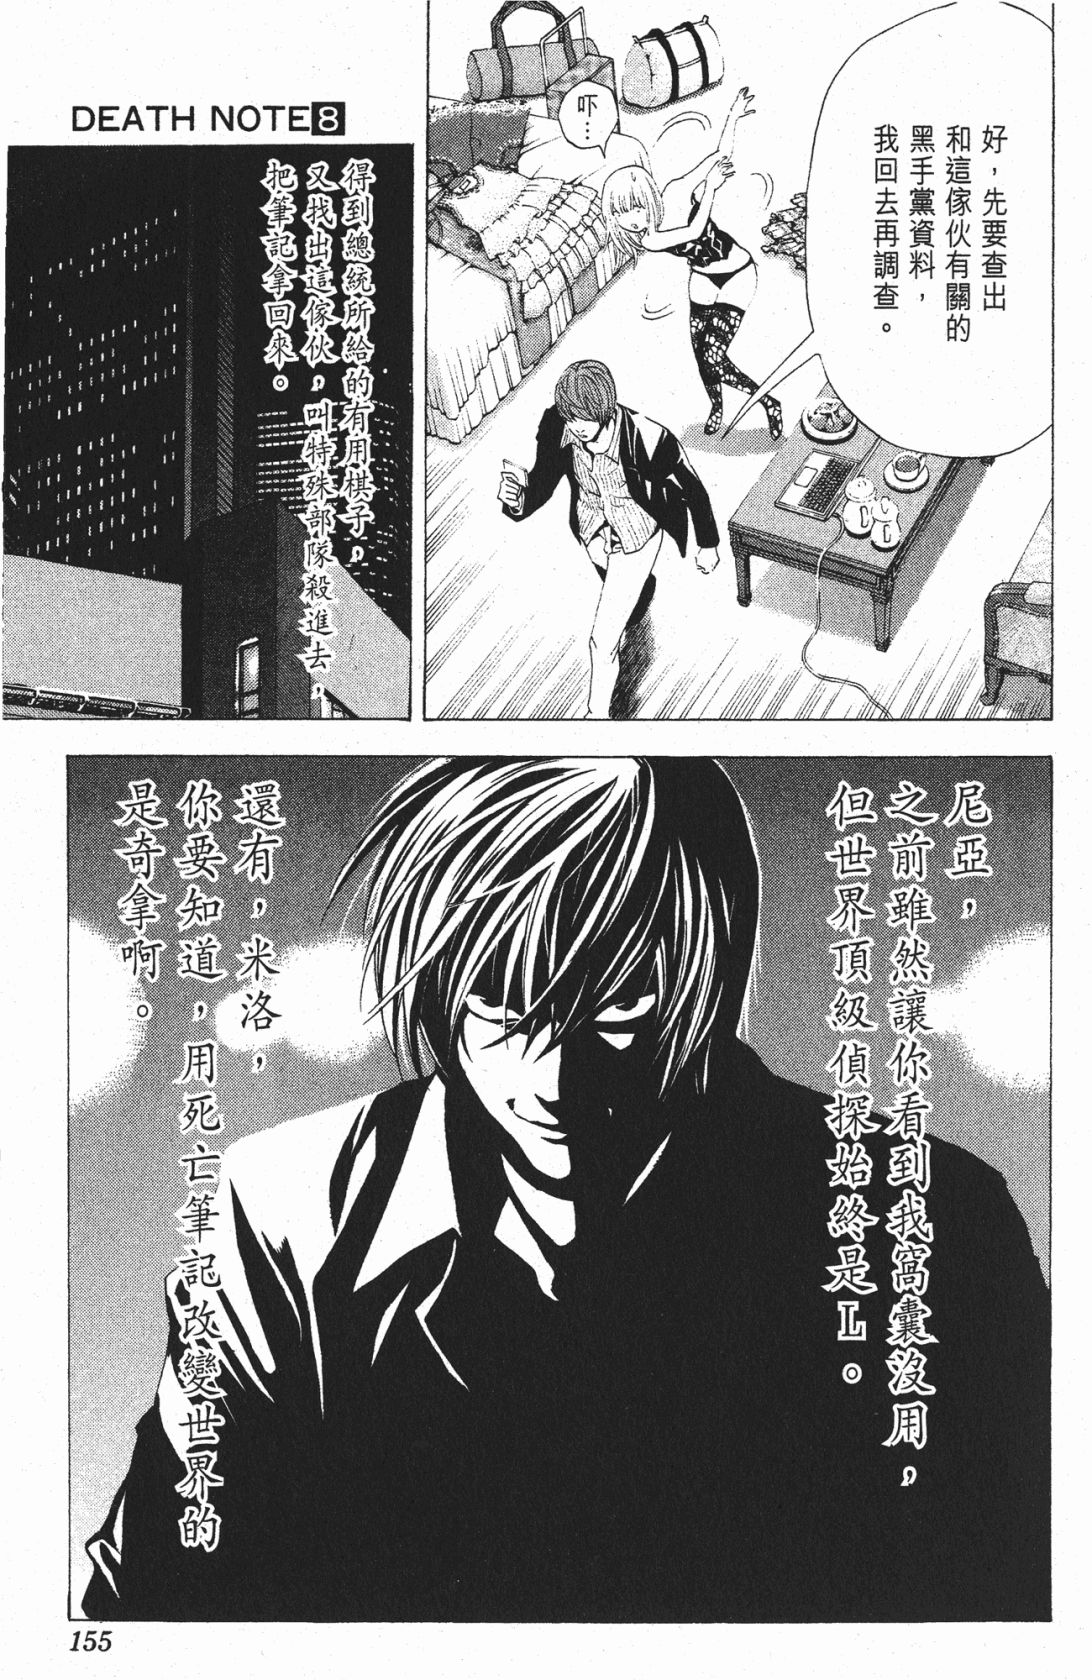 DEATH NOTE8
好，先要查出
和這傢伙有關的
黑手黨資料，
我回去再調查。
吓…
得到總統所給的有用棋子，
又找出這傢伙，叫特殊部隊殺進去，
把筆記拿回來。
尼亞，
之前雖然讓你看到我窩囊沒用，
但世界頂級偵探始終是L。
還有，米洛，
你要知道，用死亡筆記改變世界的
是奇拿啊。
155